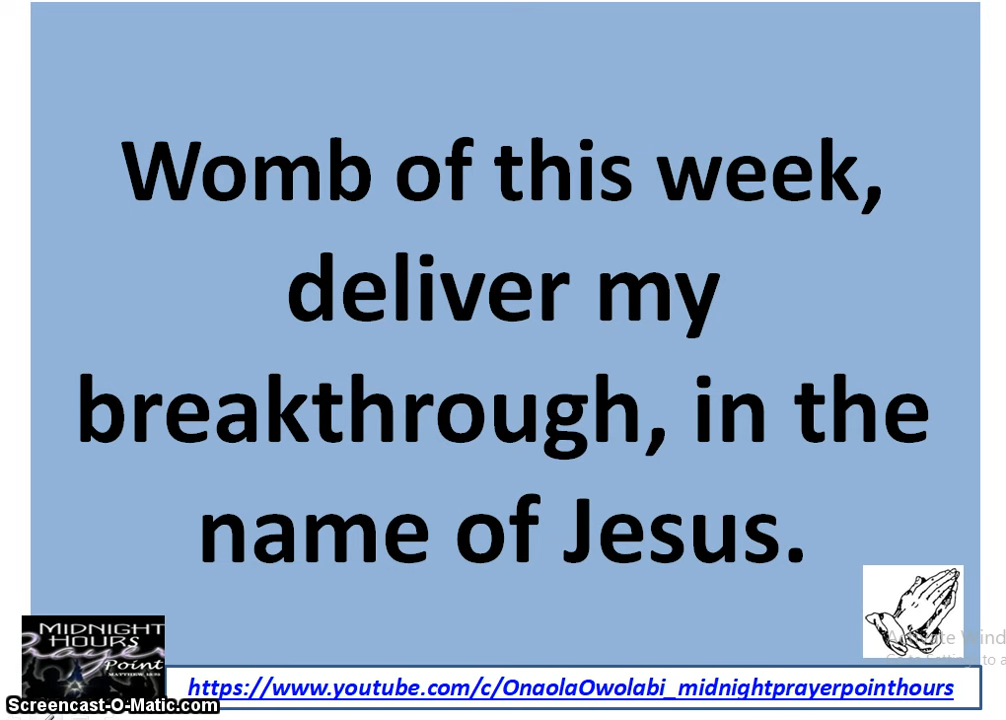 Womb of this week,
deliver my
breakthrough, in the
name of Jesus.
MIDNIGHT
HOURS
Prayer
Point
https://www.youtube.com/c/OnaolaOwolabi_midnightprayerpointhours
Screencast-O-Matic.com